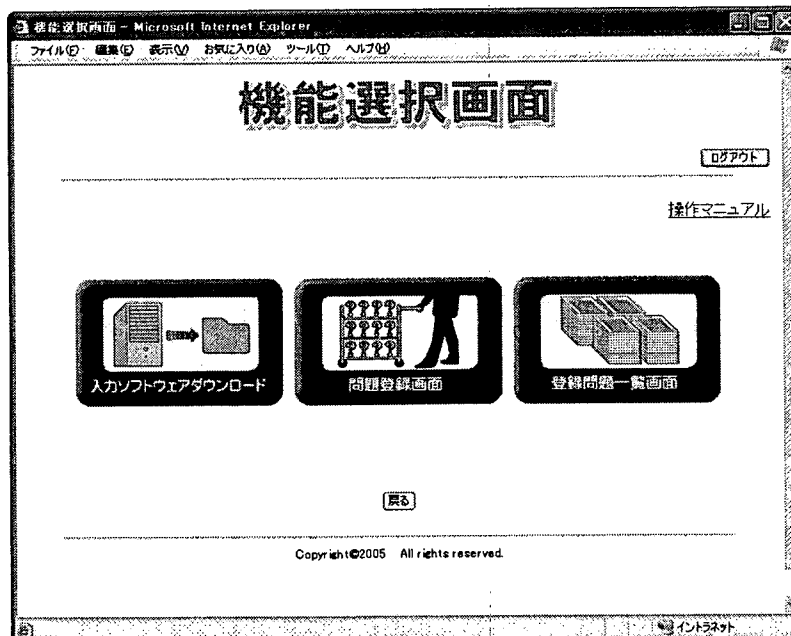 機能選択画面 - Microsoft Internet Explorer
ファイル(F) 編集(E) 表示(V) お気に入り(A) ツール(T) ヘルプ(H)
機能選択画面
ログアウト
操作マニュアル
入力ソフトウェアダウンロード 問題登録画面 登録問題一覧画面
戻る
Copyright©2005 All rights reserved.
イントラネット